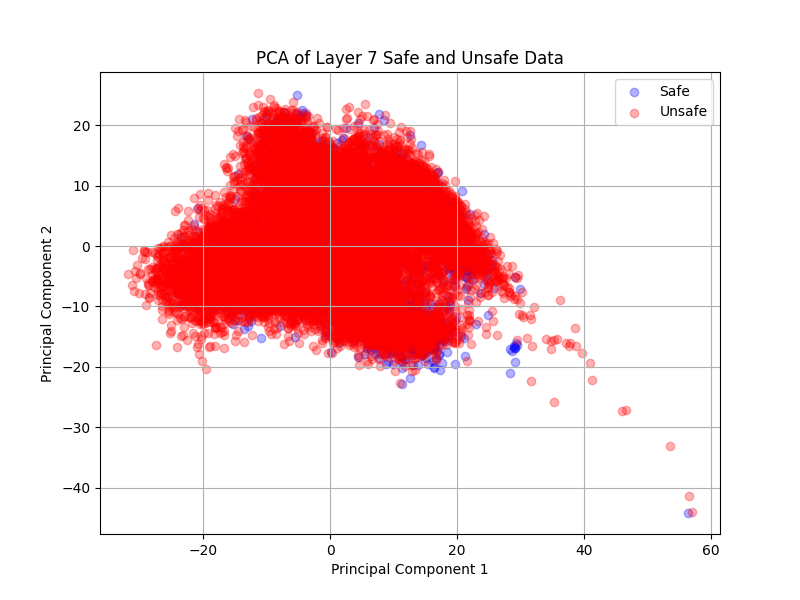 PCA of Layer 7 Safe and Unsafe Data
Safe
Unsafe
20
10
0
−10
−20
−30
−40
Principal Component 2
−20
0
20
40
60
Principal Component 1